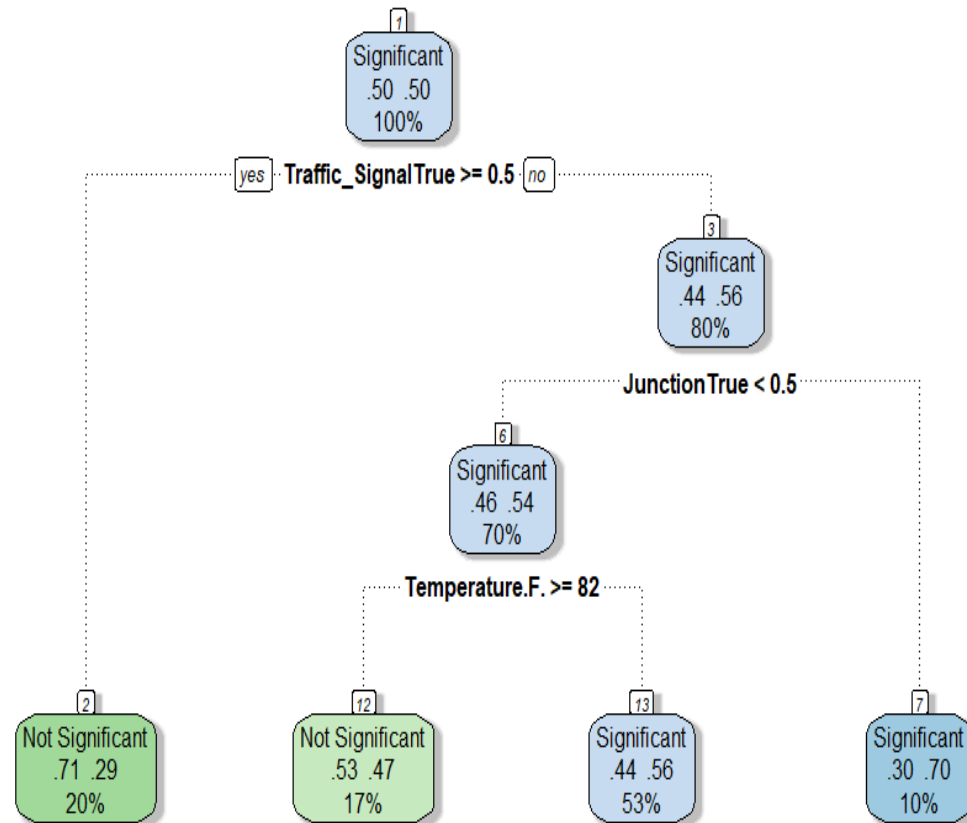 1
Significant
.50 .50
100%
yes Traffic_SignalTrue >= 0.5 no
3
Significant
.44 .56
80%
JunctionTrue < 0.5
6
Significant
.46 .54
70%
Temperature.F. >= 82
2
Not Significant
.71 .29
20%
12
Not Significant
.53 .47
17%
13
Significant
.44 .56
53%
7
Significant
.30 .70
10%